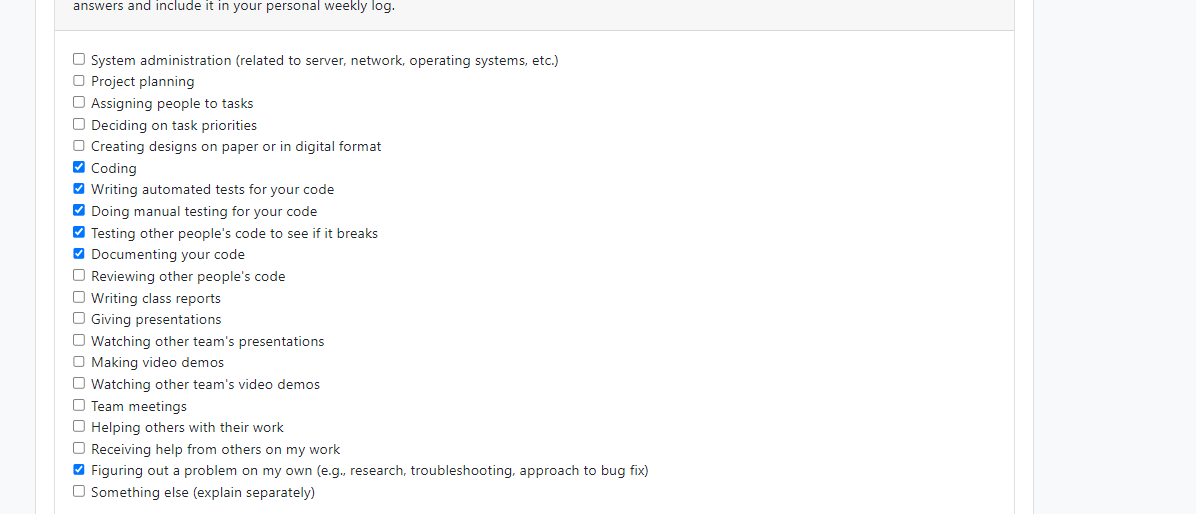 answers and include it in your personal weekly log.
System administration (related to server, network, operating systems, etc.)
Project planning
Assigning people to tasks
Deciding on task priorities
Creating designs on paper or in digital format
Coding
Writing automated tests for your code
Doing manual testing for your code
Testing other people's code to see if it breaks
Documenting your code
Reviewing other people's code
Writing class reports
Giving presentations
Watching other team's presentations
Making video demos
Watching other team's video demos
Team meetings
Helping others with their work
Receiving help from others on my work
Figuring out a problem on my own (e.g., research, troubleshooting, approach to bug fix)
Something else (explain separately)